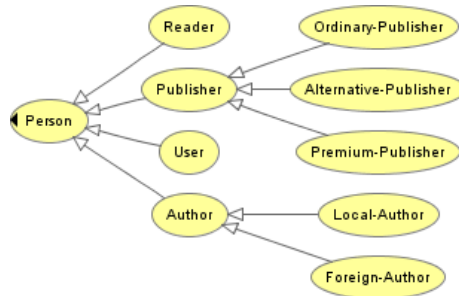 Reader
Ordinary-Publisher
Publisher
Alternative-Publisher
Person
User
Premium-Publisher
Author
Local-Author
Foreign-Author